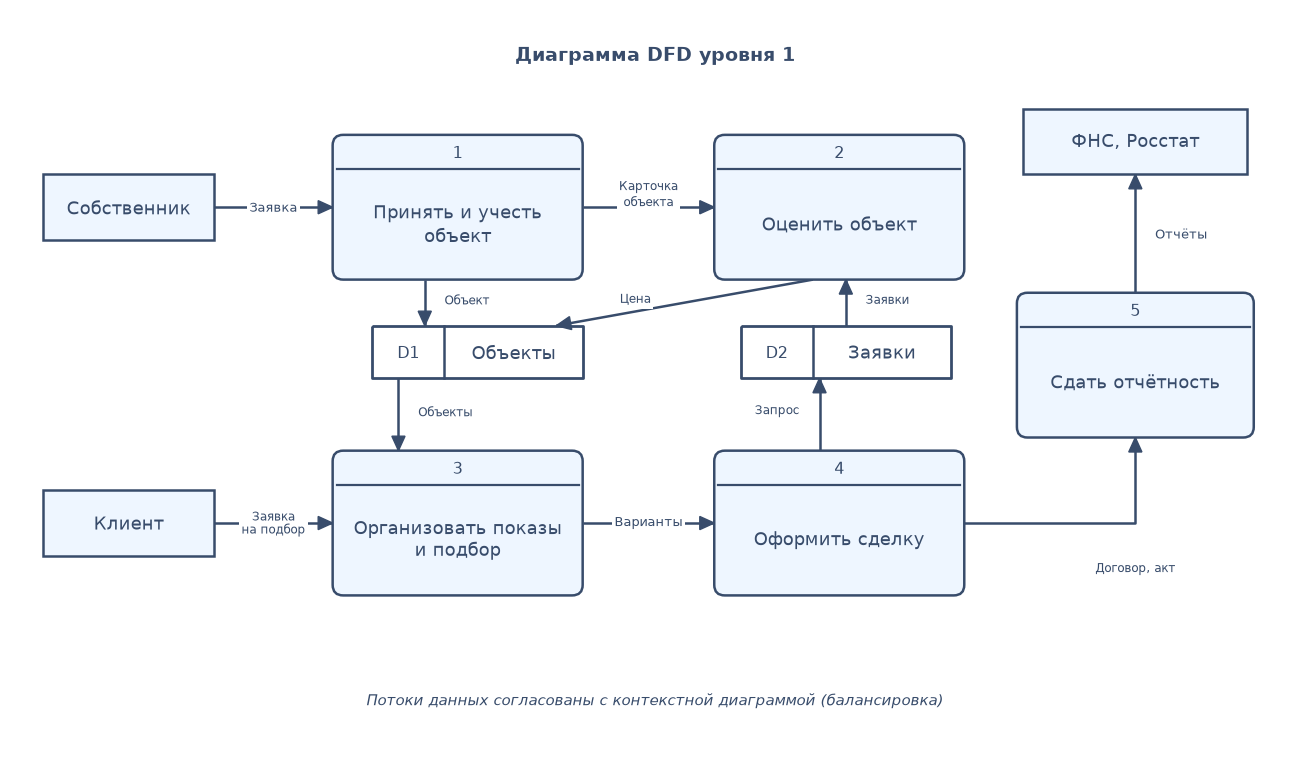 Диаграмма DFD уровня 1
ФНС, Росстат
1
2
Собственник
Заявка
Принять и учесть
объект
Карточка
объекта
Оценить объект
Отчёты
Объект
Цена
Заявки
5
D1
Объекты
D2
Заявки
Сдать отчётность
Объекты
Запрос
3
4
Клиент
Заявка
на подбор
Организовать показы
и подбор
Варианты
Оформить сделку
Договор, акт
Потоки данных согласованы с контекстной диаграммой (балансировка)